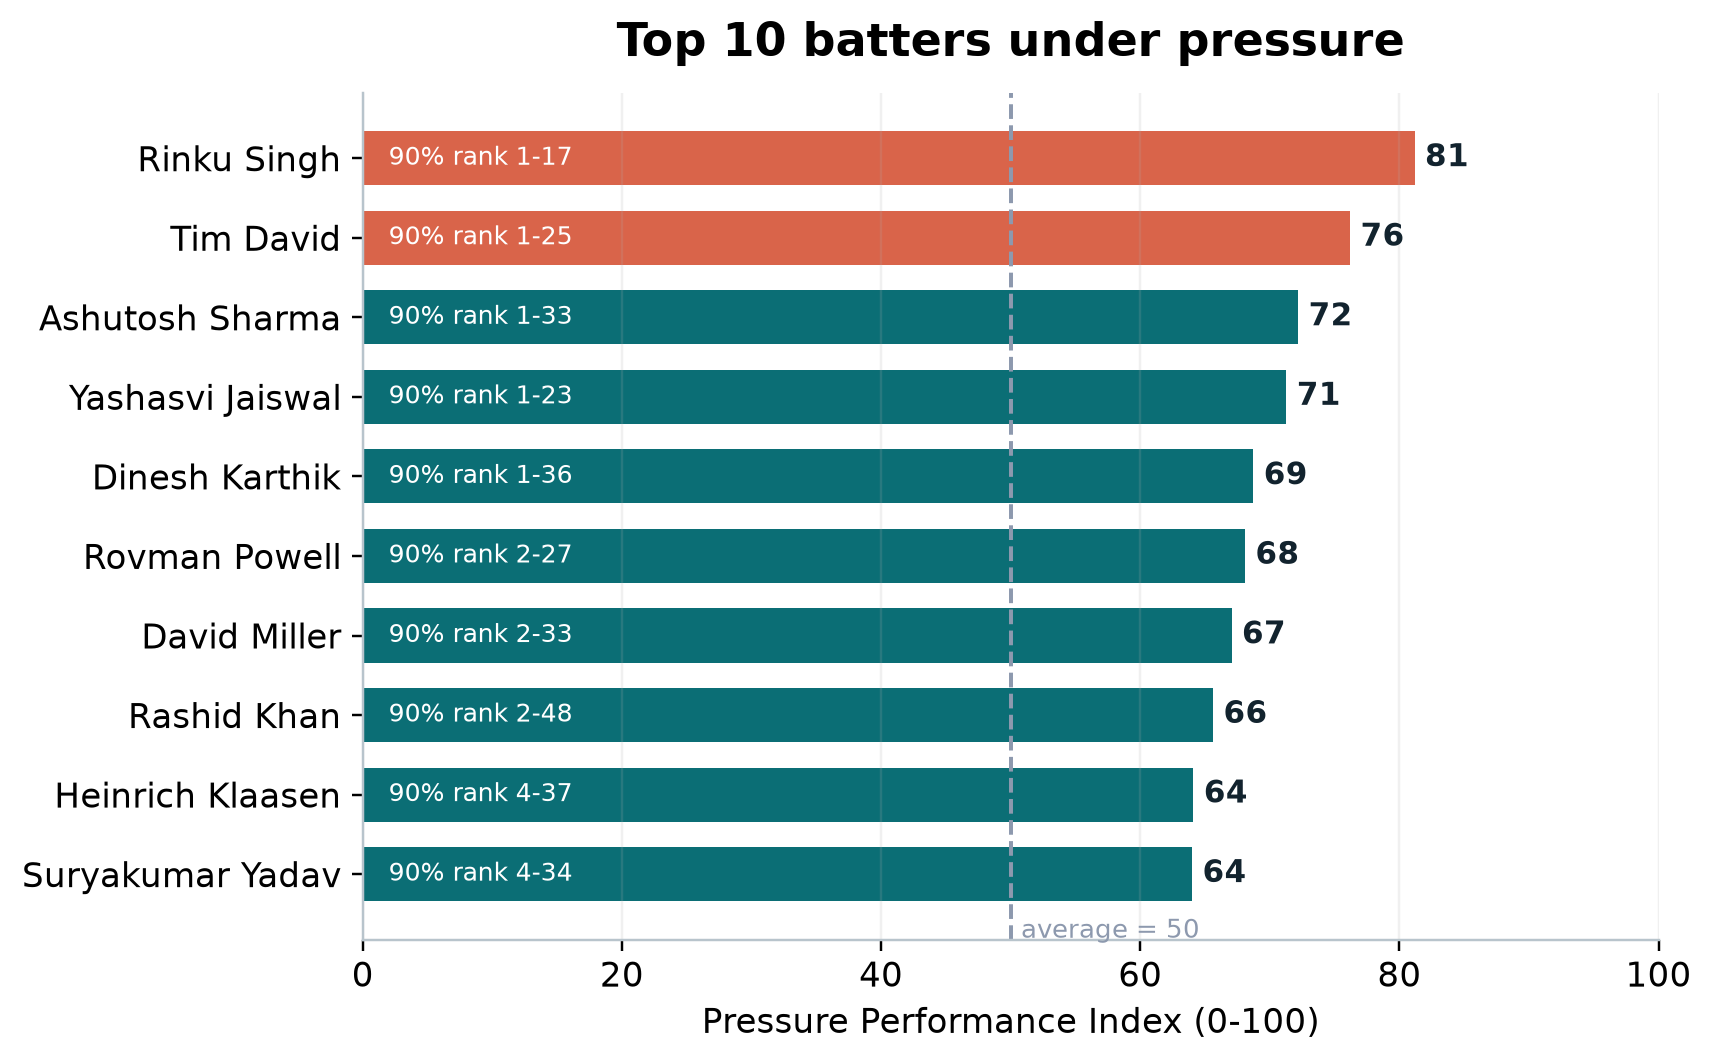 Top 10 batters under pressure
Rinku Singh 90% rank 1-17 81
Tim David 90% rank 1-25 76
Ashutosh Sharma 90% rank 1-33 72
Yashasvi Jaiswal 90% rank 1-23 71
Dinesh Karthik 90% rank 1-36 69
Rovman Powell 90% rank 2-27 68
David Miller 90% rank 2-33 67
Rashid Khan 90% rank 2-48 66
Heinrich Klaasen 90% rank 4-37 64
Suryakumar Yadav 90% rank 4-34 64
average = 50
0 20 40 60 80 100
Pressure Performance Index (0-100)